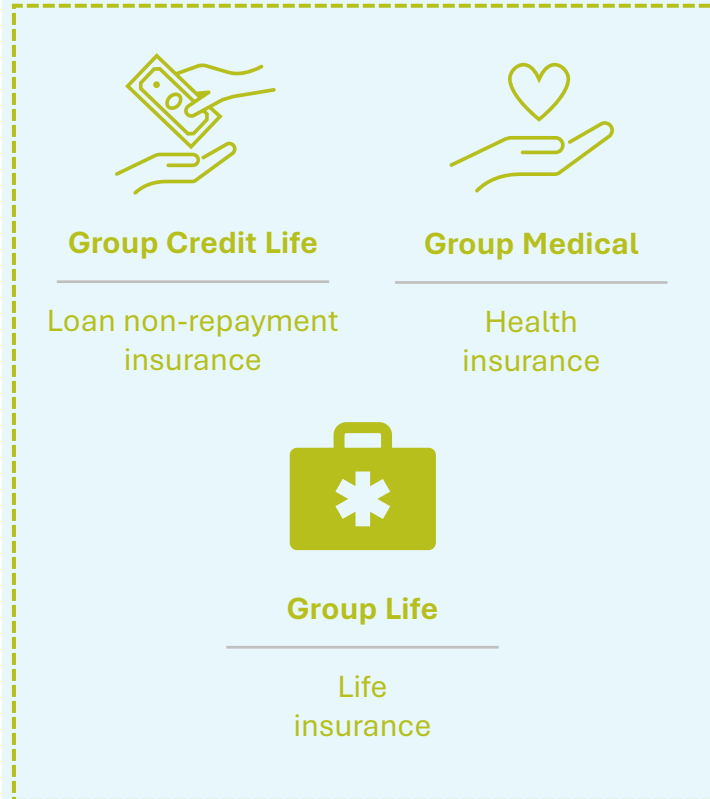 Group Credit Life
Loan non-repayment
insurance
Group Medical
Health
insurance
Group Life
Life
insurance